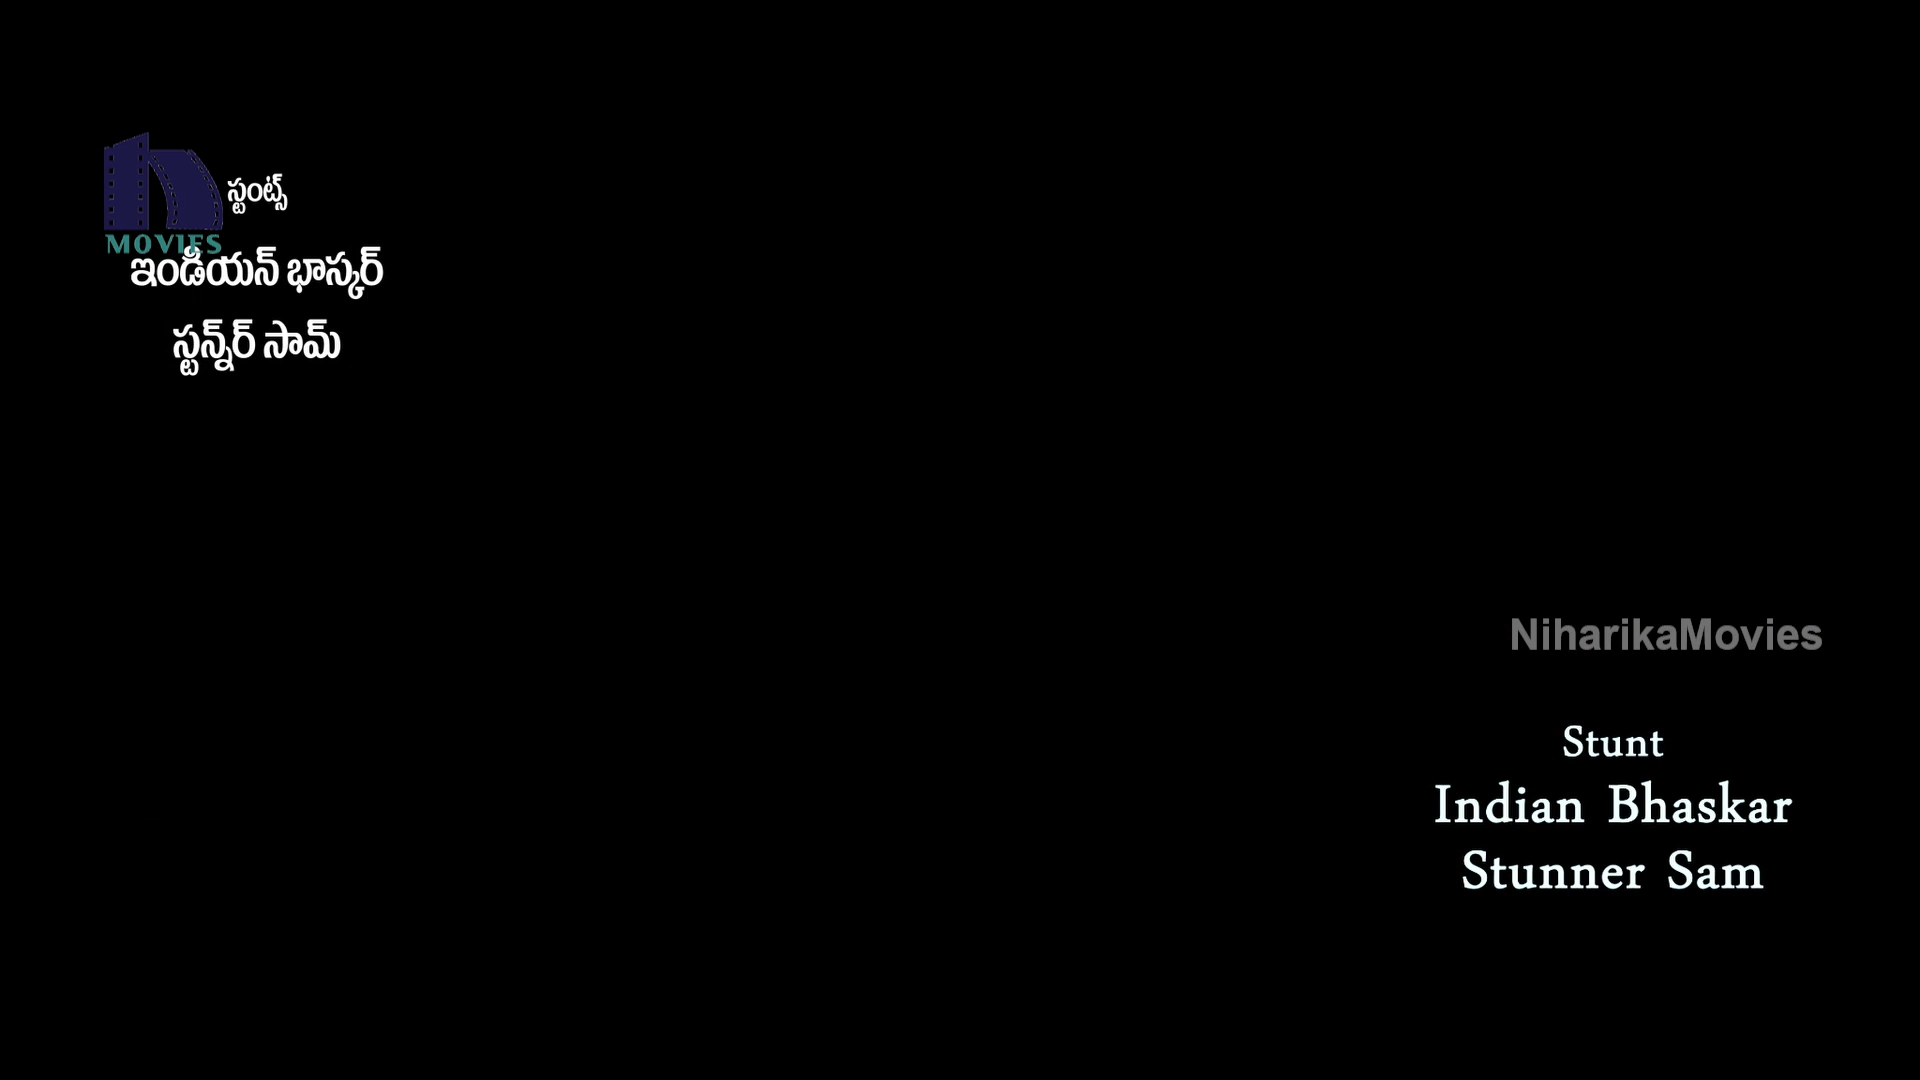 స్టంట్స్
MOVIES
ఇండియన్ భాస్కర్
స్టన్నర్ సామ్
NiharikaMovies
Stunt
Indian Bhaskar
Stunner Sam